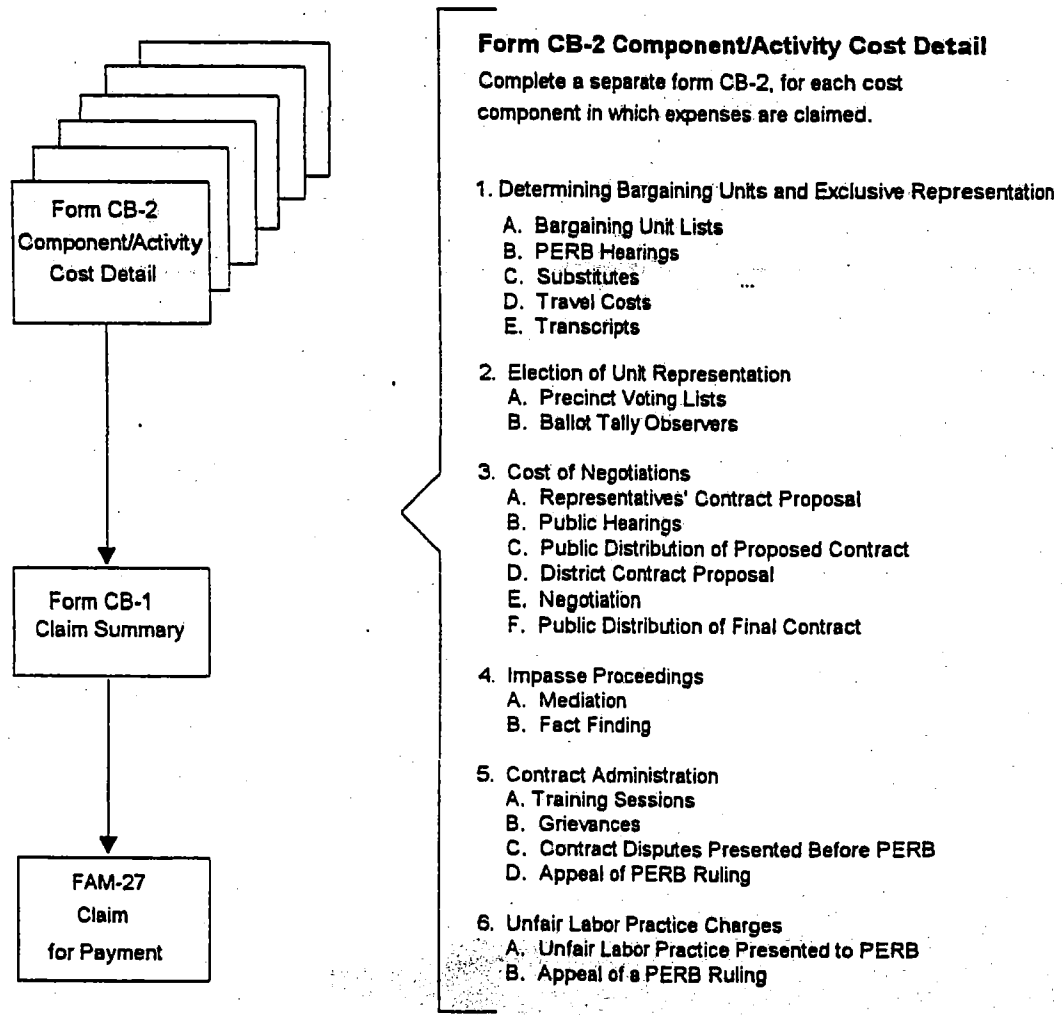 Form CB-2
Component/Activity
Cost Detail
Form CB-1
Claim Summary
FAM-27
Claim
for Payment
Form CB-2 Component/Activity Cost Detail
Complete a separate form CB-2, for each cost
component in which expenses are claimed.
1. Determining Bargaining Units and Exclusive Representation
A. Bargaining Unit Lists
B. PERB Hearings
C. Substitutes
D. Travel Costs
E. Transcripts
2. Election of Unit Representation
A. Precinct Voting Lists
B. Ballot Tally Observers
3. Cost of Negotiations
A. Representatives' Contract Proposal
B. Public Hearings
C. Public Distribution of Proposed Contract
D. District Contract Proposal
E. Negotiation
F. Public Distribution of Final Contract
4. Impasse Proceedings
A. Mediation
B. Fact Finding
5. Contract Administration
A. Training Sessions
B. Grievances
C. Contract Disputes Presented Before PERB
D. Appeal of PERB Ruling
6. Unfair Labor Practice Charges
A. Unfair Labor Practice Presented to PERB
B. Appeal of a PERB Ruling